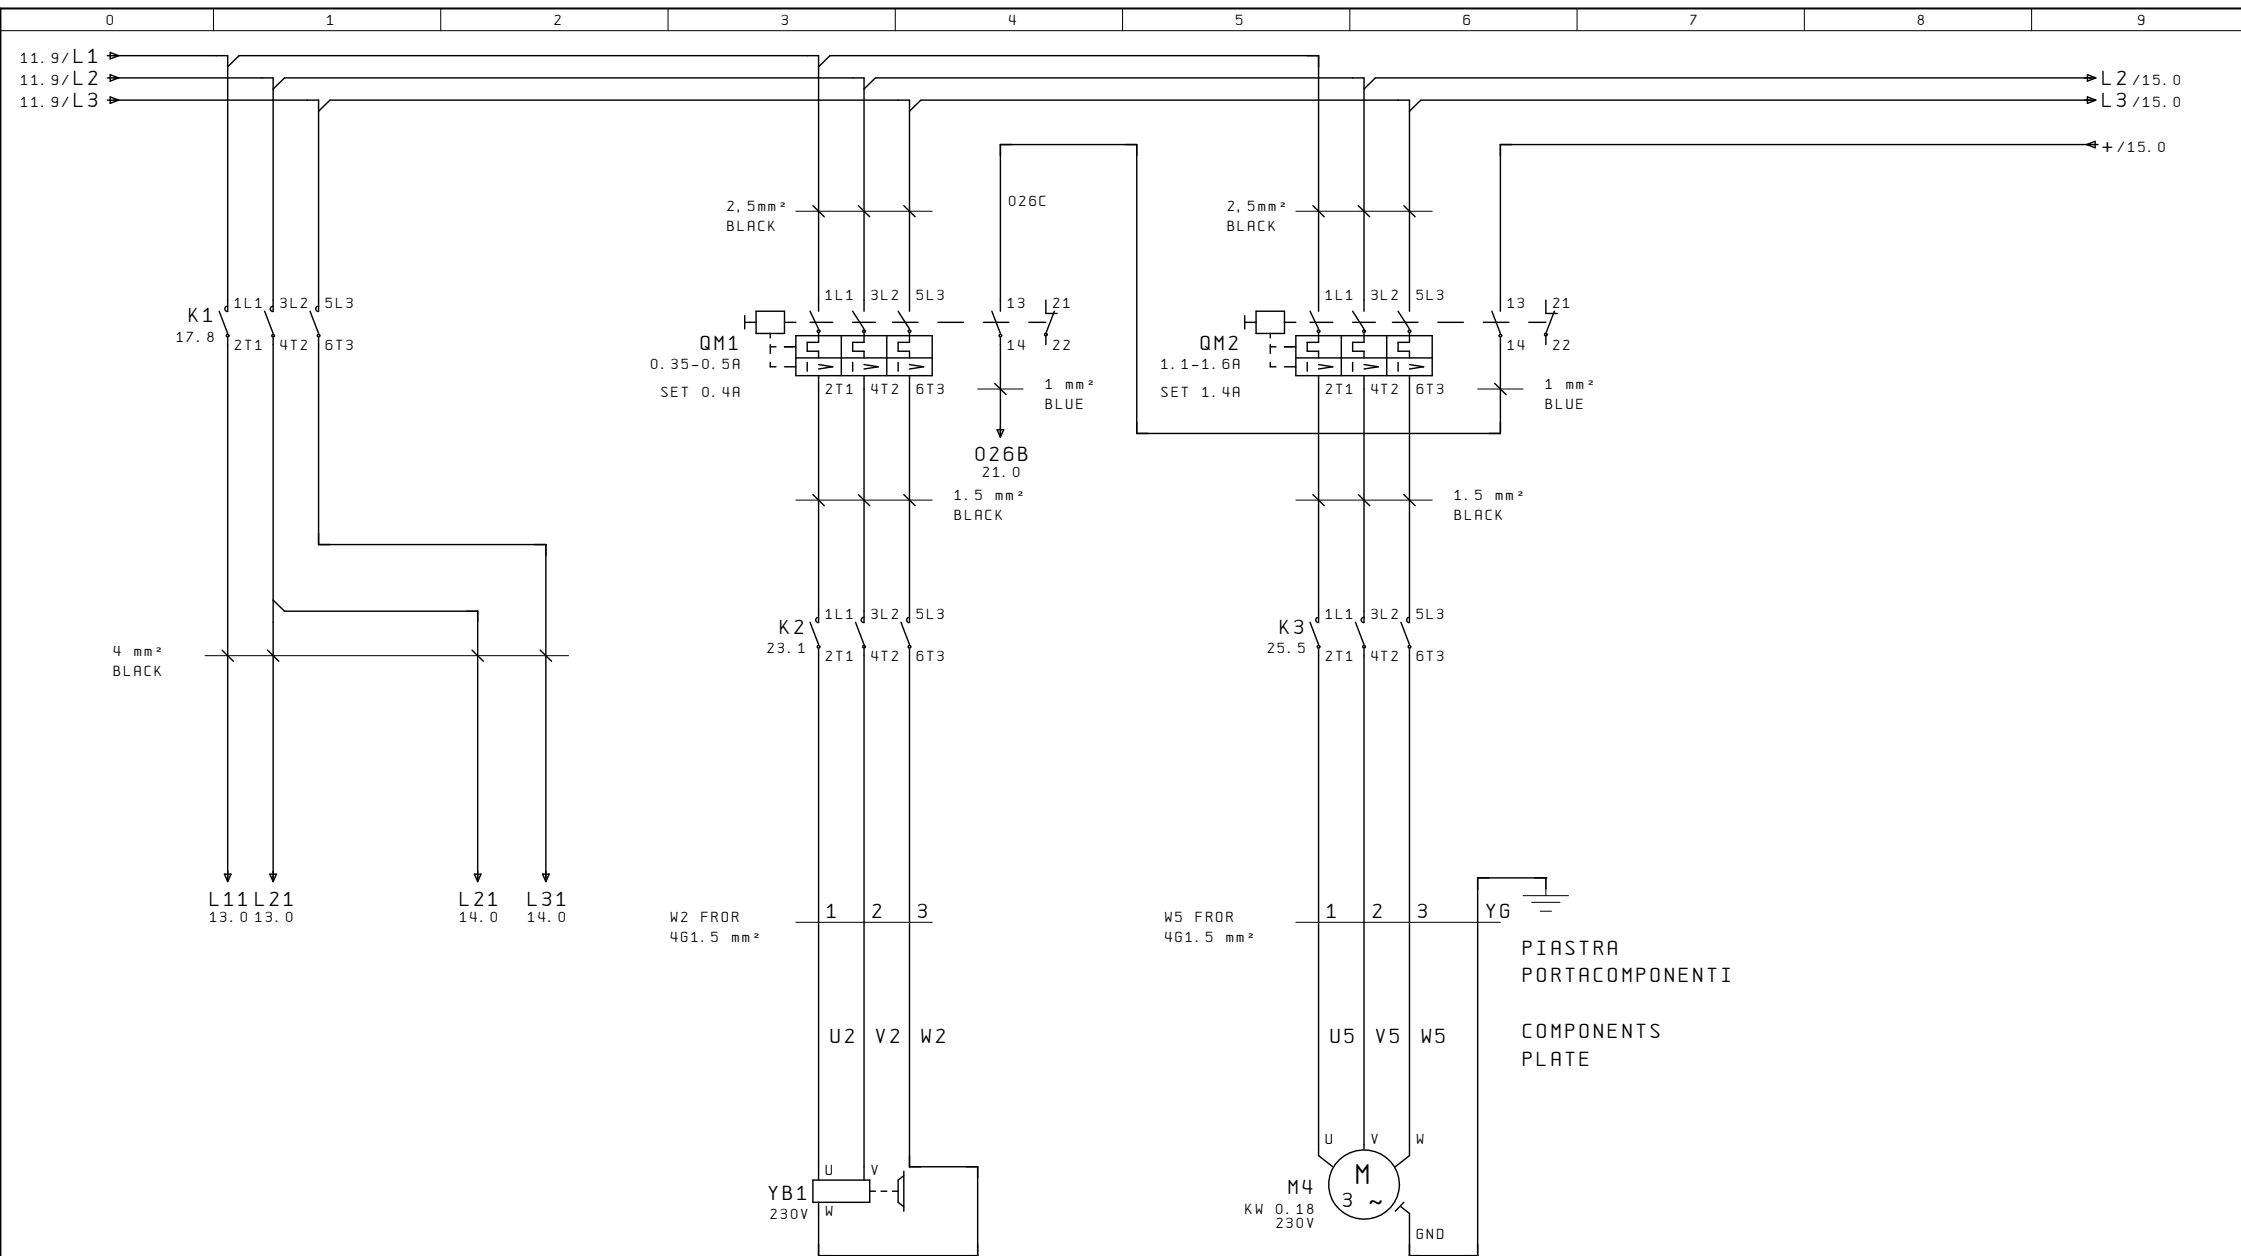 0 1 2 3 4 5 6 7 8 9
11.9/L1
11.9/L2 L2/15.0
11.9/L3 L3/15.0
+/15.0
2,5mm² 026C 2,5mm²
BLACK BLACK
1L1 3L2 5L3 1L1 3L2 5L3 13 21 1L1 3L2 5L3 13 21
K1
17.8
2T1 4T2 6T3 QM1 14 22 QM2 14 22
0.35-0.5A 1.1-1.6A
SET 0.4A 2T1 4T2 6T3 1 mm² SET 1.4A 2T1 4T2 6T3 1 mm²
BLUE BLUE
I > I > I > I > I > I >
026B
21.0
1.5 mm² 1.5 mm²
BLACK BLACK
1L1 3L2 5L3 1L1 3L2 5L3
K2 K3
23.1 25.5
2T1 4T2 6T3 2T1 4T2 6T3
4 mm²
BLACK
L11 L21 L21 L31
13.0 13.0 14.0 14.0
W2 FROR 1 2 3 W5 FROR 1 2 3 YG
4G1.5 mm² 4G1.5 mm²
PIASTRA
PORTACOMPONENTI
U2 V2 W2 U5 V5 W5
COMPONENTS
PLATE
U V W
U V
YB1 M4 M
230V W KW 0.18 3 ~
230V
GND